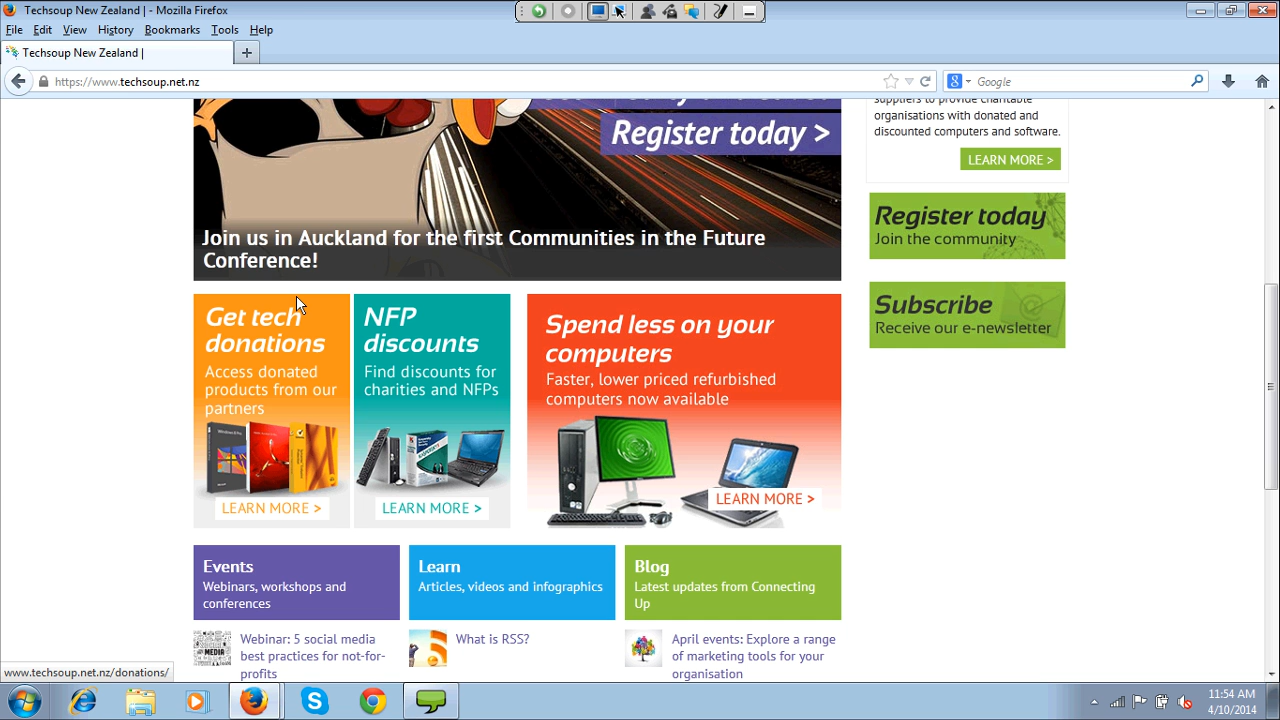 Techsoup New Zealand | - Mozilla Firefox
File Edit View History Bookmarks Tools Help
Techsoup New Zealand |
https://www.techsoup.net.nz
Google
Register today >
Join us in Auckland for the first Communities in the Future
Conference!
suppliers to provide charitable
organisations with donated and
discounted computers and software.
LEARN MORE >
Register today
Join the community
Subscribe
Receive our e-newsletter
Get tech
donations
Access donated
products from our
partners
LEARN MORE >
NFP
discounts
Find discounts for
charities and NFPs
LEARN MORE >
Spend less on your
computers
Faster, lower priced refurbished
computers now available
LEARN MORE >
Events
Webinars, workshops and
conferences
Learn
Articles, videos and infographics
Blog
Latest updates from Connecting
Up
Webinar: 5 social media
best practices for not-for-
profits
What is RSS?
April events: Explore a range
of marketing tools for your
organisation
www.techsoup.net.nz/donations/
11:54 AM
4/10/2014